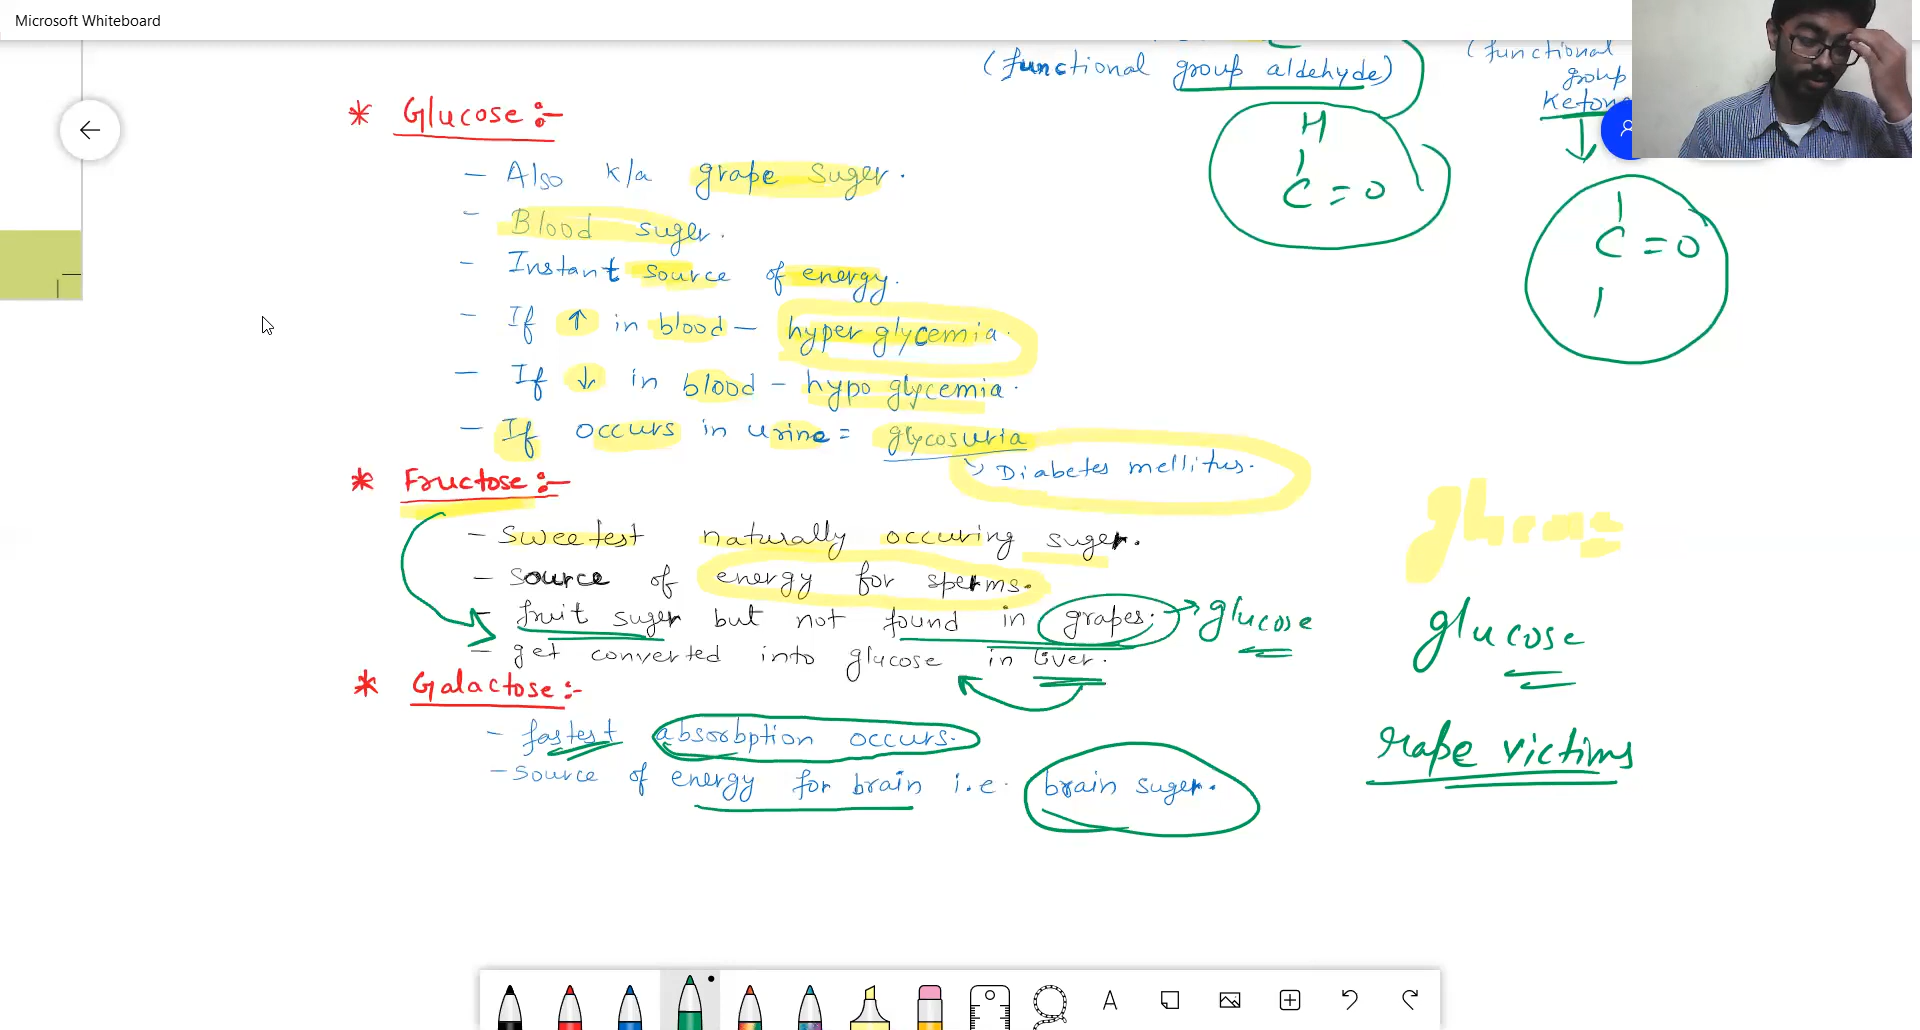 Microsoft Whiteboard
(functional group aldehyde)
H
C = O
(functional
group
Ketone
C = O
* Glucose :-
- Also k/a grape suger.
- Blood suger.
- Instant source of energy.
- If ↑ in blood - hyper glycemia.
- If ↓ in blood - hypo glycemia.
- If occurs in urine = glycosuria
Diabetes mellitus.
* Fructose :-
- Sweetest naturally occuring suger.
- Source of energy for sperms.
- fruit suger but not found in grapes. → glucose
- get converted into glucose in liver.
* Galactose :-
- fastest absorbption occurs.
- Source of energy for brain i.e. brain suger.
glucose
rape victims